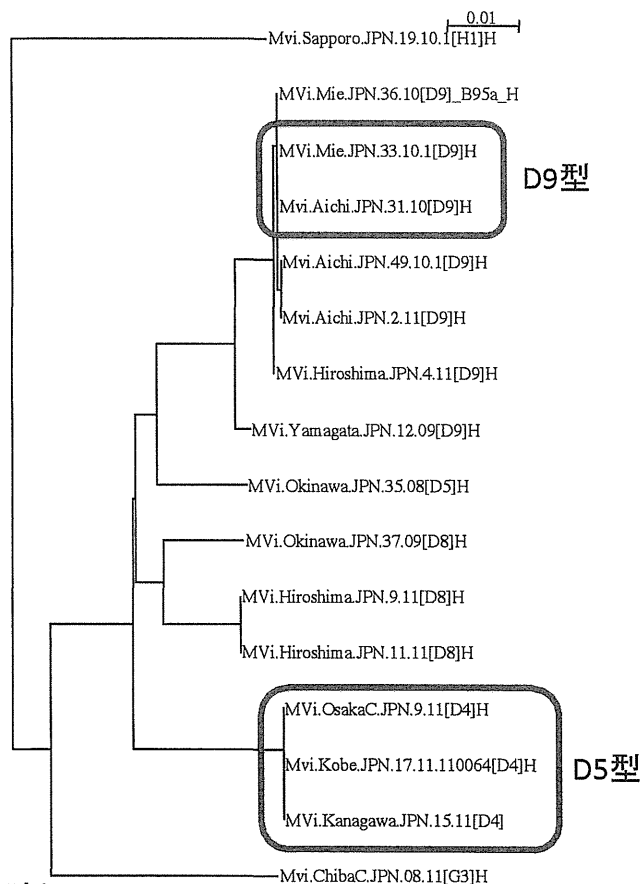 0.01
Mvi.Sapporo.JPN.19.10.1[H1]H
MVi.Mie.JPN.36.10[D9]_B95a_H
MVi.Mie.JPN.33.10.1[D9]H
Mvi.Aichi.JPN.31.10[D9]H
D9型
Mvi.Aichi.JPN.49.10.1[D9]H
Mvi.Aichi.JPN.2.11[D9]H
MVi.Hiroshima.JPN.4.11[D9]H
MVi.Yamagata.JPN.12.09[D9]H
MVi.Okinawa.JPN.35.08[D5]H
MVi.Okinawa.JPN.37.09[D8]H
MVi.Hiroshima.JPN.9.11[D8]H
MVi.Hiroshima.JPN.11.11[D8]H
MVi.OsakaC.JPN.9.11[D4]H
Mvi.Kobe.JPN.17.11.110064[D4]H
D5型
MVi.Kanagawa.JPN.15.11[D4]
Mvi.ChibaC.JPN.08.11[G3]H